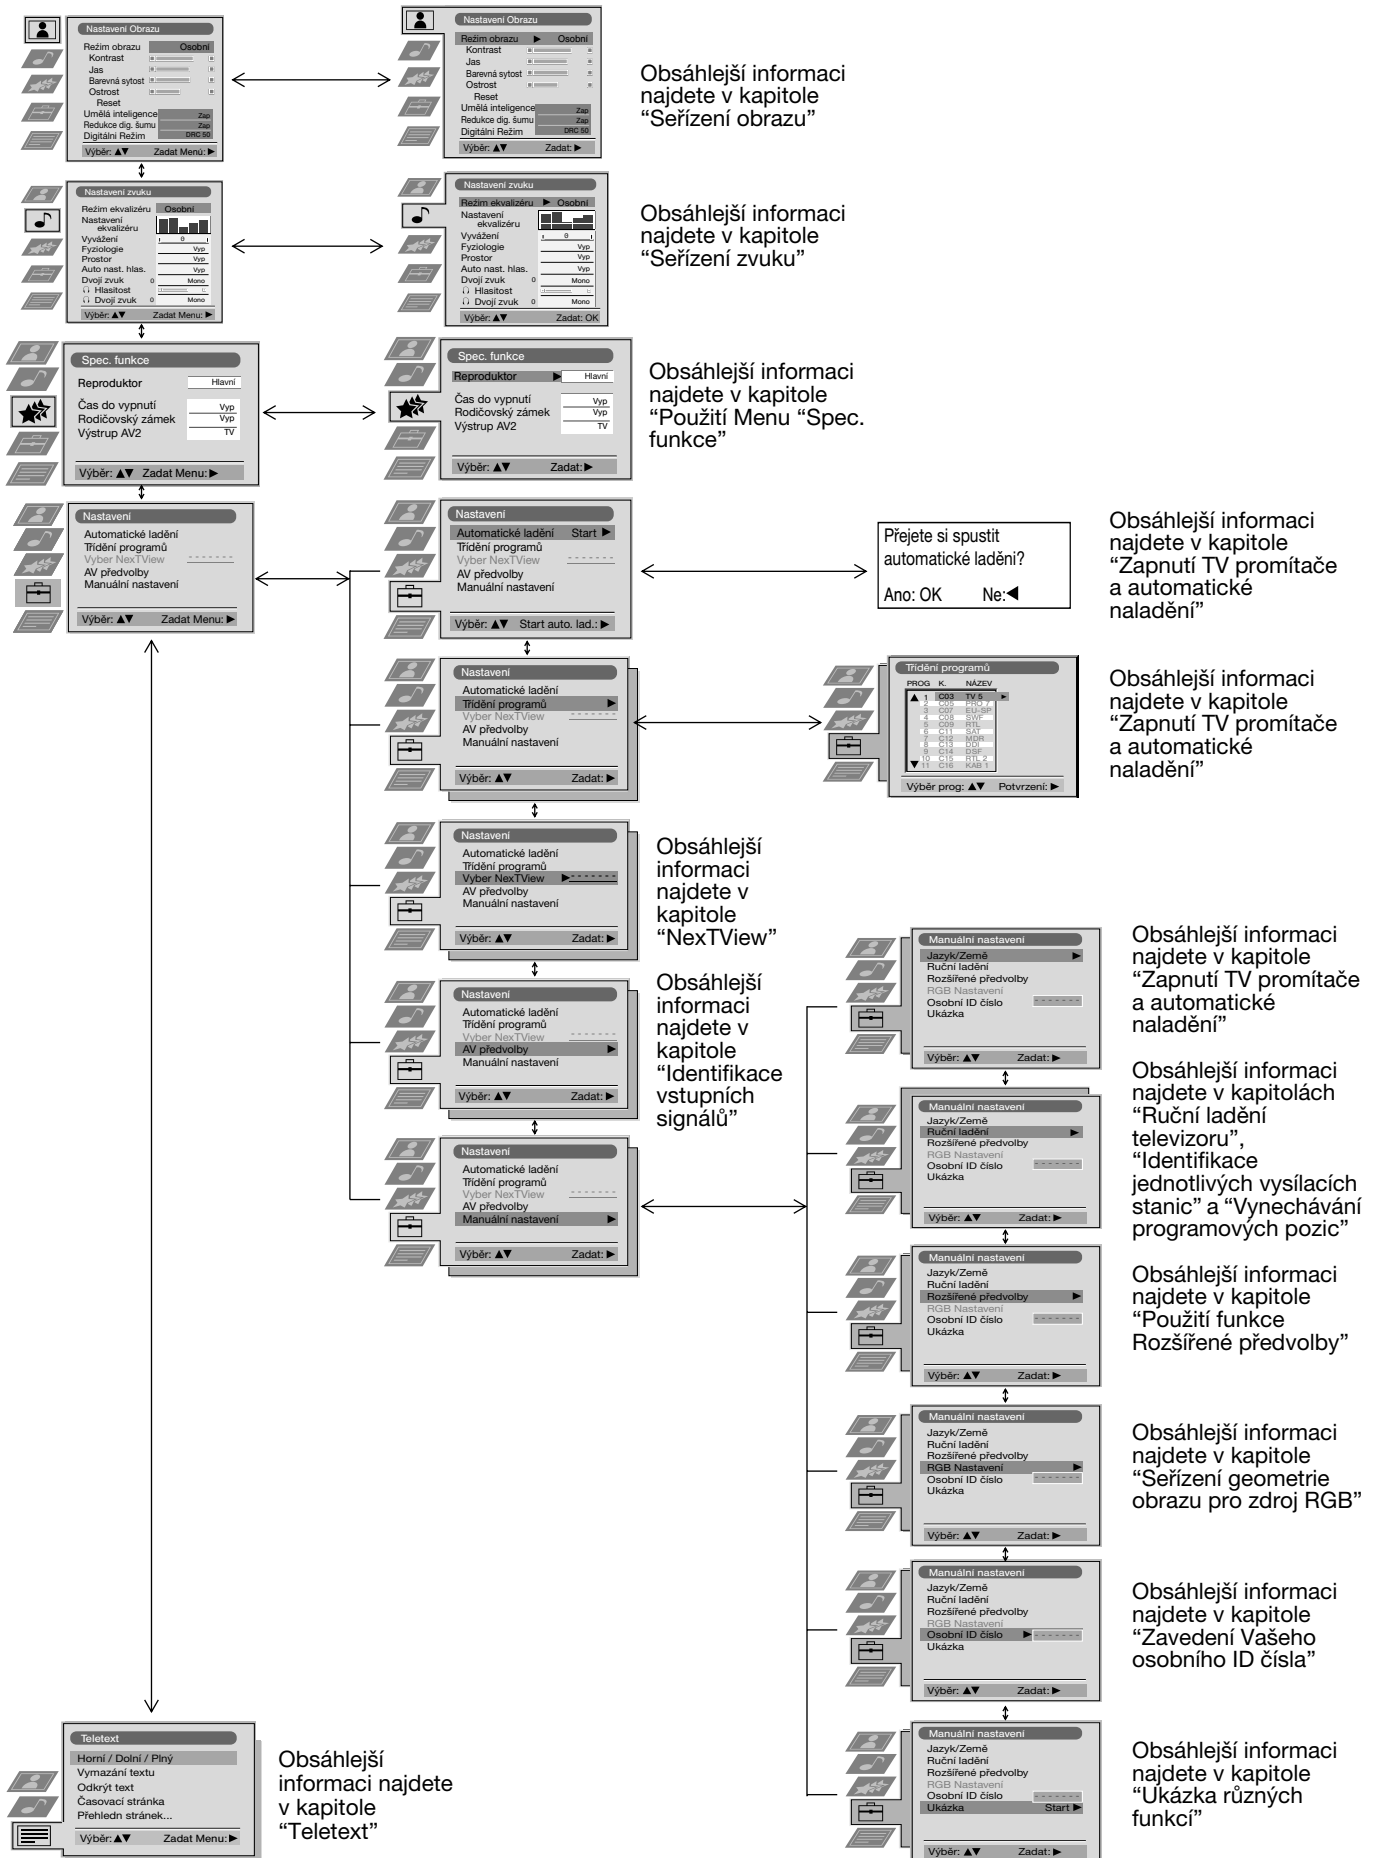 Nastavení Obrazu
Režim obrazu Osobní
Kontrast
Jas
Barevná sytost
Ostrost
Reset
Umělá inteligence Zap
Redukce dig. šumu Zap
Digitálni Režim DRC 50
Výběr: ▲▼ Zadat Menú: ▶
Nastavení Obrazu
Režim obrazu ▶ Osobní
Kontrast
Jas
Barevná sytost
Ostrost
Reset
Umělá inteligence Zap
Redukce dig. šumu Zap
Digitálni Režim DRC 50
Výběr: ▲▼ Zadat: ▶
Obsáhlejší informaci
najdete v kapitole
“Seřízení obrazu”
Nastavení zvuku
Režim ekvalizéru Osobní
Nastavení
ekvalizéru
Vyvážení 0
Fyziologie Vyp
Prostor Vyp
Auto nast. hlas. Vyp
Dvojí zvuk 0 Mono
Hlasitost
Dvojí zvuk 0 Mono
Výběr: ▲▼ Zadat Menu: ▶
Nastavení zvuku
Režim ekvalizéru ▶ Osobní
Nastavení
ekvalizéru
Vyvážení 0
Fyziologie Vyp
Prostor Vyp
Auto nast. hlas. Vyp
Dvojí zvuk 0 Mono
Hlasitost
Dvojí zvuk 0 Mono
Výběr: ▲▼ Zadat: OK
Obsáhlejší informaci
najdete v kapitole
“Seřízení zvuku”
Spec. funkce
Reproduktor Hlavní
Čas do vypnutí Vyp
Rodičovský zámek Vyp
Výstrup AV2 TV
Výběr: ▲▼ Zadat Menu: ▶
Spec. funkce
Reproduktor ▶ Hlavní
Čas do vypnutí Vyp
Rodičovský zámek Vyp
Výstrup AV2 TV
Výběr: ▲▼ Zadat: ▶
Obsáhlejší informaci
najdete v kapitole
“Použití Menu “Spec.
funkce”
Nastavení
Automatické ladění
Třídění programů
Vyber NexTView - - - - - -
AV předvolby
Manuální nastavení
Výběr: ▲▼ Zadat Menu: ▶
Nastavení
Automatické ladění Start ▶
Třídění programů
Vyber NexTView - - - - - -
AV předvolby
Manuální nastavení
Výběr: ▲▼ Start auto. lad.: ▶
Přejete si spustit
automatické laděni?
Ano: OK Ne:◀
Obsáhlejší informaci
najdete v kapitole
“Zapnutí TV promítače
a automatické
naladění”
Nastavení
Automatické ladění
Třídění programů ▶
Vyber NexTView - - - - - -
AV předvolby
Manuální nastavení
Výběr: ▲▼ Zadat: ▶
Třídění programů
PROG K. NÁZEV
▲ 1 C03 TV 5 ▶
2 C05 PRO 7
3 C07 EU-SP
4 C08 SWF
5 C09 RTL
6 C11 SAT
7 C12 MDR
8 C13 DDI
9 C14 DSF
10 C15 RTL 2
▼ 11 C16 KAB 1
Výběr prog: ▲▼ Potvrzení: ▶
Obsáhlejší informaci
najdete v kapitole
“Zapnutí TV promítače
a automatické
naladění”
Nastavení
Automatické ladění
Třídění programů
Vyber NexTView ▶ - - - - - -
AV předvolby
Manuální nastavení
Výběr: ▲▼ Zadat: ▶
Obsáhlejší
informaci
najdete v
kapitole
“NexTView”
Nastavení
Automatické ladění
Třídění programů
Vyber NexTView - - - - - -
AV předvolby ▶
Manuální nastavení
Výběr: ▲▼ Zadat: ▶
Obsáhlejší
informaci
najdete v
kapitole
“Identifikace
vstupních
signálů”
Nastavení
Automatické ladění
Třídění programů
Vyber NexTView - - - - - -
AV předvolby
Manuální nastavení ▶
Výběr: ▲▼ Zadat: ▶
Manuální nastavení
Jazyk/Země ▶
Ruční ladění
Rozšířené předvolby
RGB Nastavení
Osobní ID číslo - - - - - -
Ukázka
Výběr: ▲▼ Zadat: ▶
Obsáhlejší informaci
najdete v kapitole
“Zapnutí TV promítače
a automatické
naladění”
Manuální nastavení
Jazyk/Země
Ruční ladění ▶
Rozšířené předvolby
RGB Nastavení
Osobní ID číslo - - - - - -
Ukázka
Výběr: ▲▼ Zadat: ▶
Obsáhlejší informaci
najdete v kapitolách
“Ruční ladění
televizoru”,
“Identifikace
jednotlivých vysílacích
stanic” a “Vynechávání
programových pozic”
Manuální nastavení
Jazyk/Země
Ruční ladění
Rozšířené předvolby ▶
RGB Nastavení
Osobní ID číslo - - - - - -
Ukázka
Výběr: ▲▼ Zadat: ▶
Obsáhlejší informaci
najdete v kapitole
“Použití funkce
Rozšířené předvolby”
Manuální nastavení
Jazyk/Země
Ruční ladění
Rozšířené předvolby
RGB Nastavení ▶
Osobní ID číslo - - - - - -
Ukázka
Výběr: ▲▼ Zadat: ▶
Obsáhlejší informaci
najdete v kapitole
“Seřízení geometrie
obrazu pro zdroj RGB”
Manuální nastavení
Jazyk/Země
Ruční ladění
Rozšířené předvolby
RGB Nastavení
Osobní ID číslo ▶ - - - - - -
Ukázka
Výběr: ▲▼ Zadat: ▶
Obsáhlejší informaci
najdete v kapitole
“Zavedení Vašeho
osobního ID čísla”
Teletext
Horní / Dolní / Plný
Vymazání textu
Odkrýt text
Časovací stránka
Přehledn stránek...
Výběr: ▲▼ Zadat Menu: ▶
Obsáhlejší
informaci najdete
v kapitole
“Teletext”
Manuální nastavení
Jazyk/Země
Ruční ladění
Rozšířené předvolby
RGB Nastavení
Osobní ID číslo - - - - - -
Ukázka Start ▶
Výběr: ▲▼ Zadat: ▶
Obsáhlejší informaci
najdete v kapitole
“Ukázka různých
funkcí”